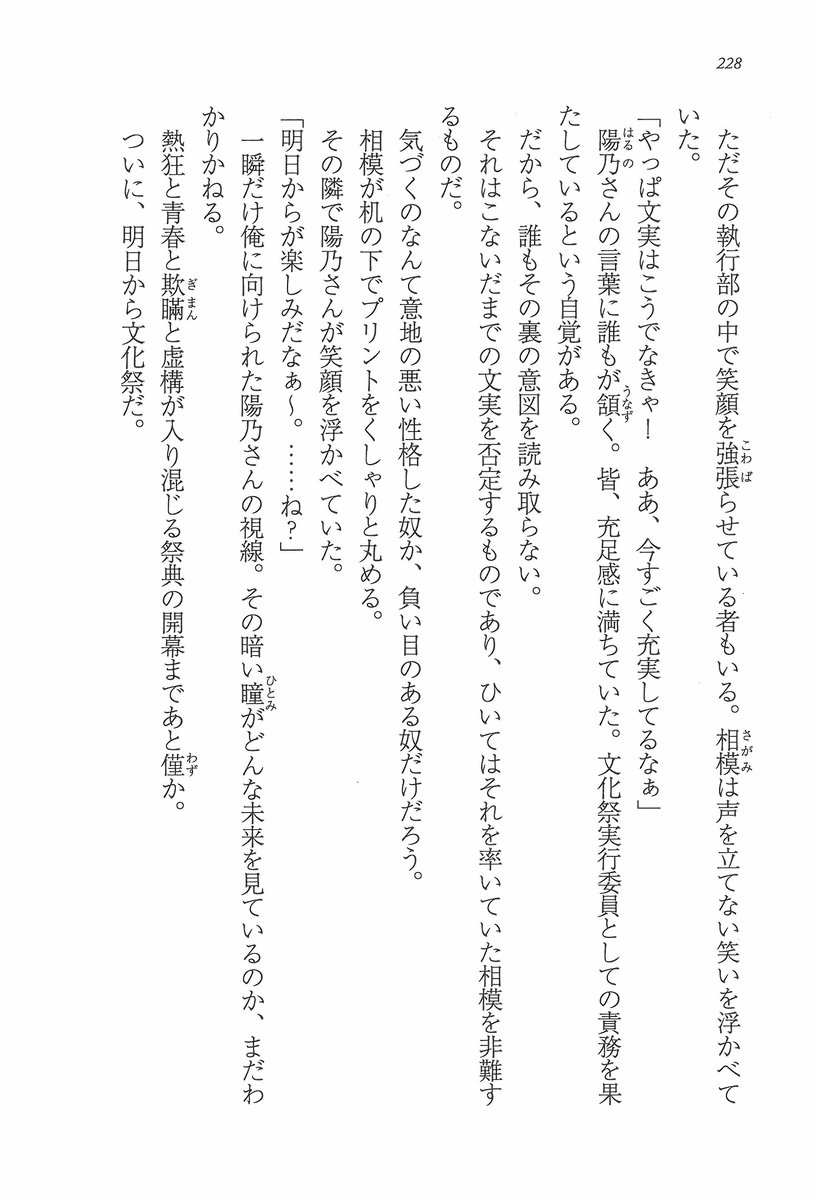 228
ただその執行部の中で笑顔を強張らせている者もいる。相模は声を立てない笑いを浮かべて
いた。
「やっぱ文実はこうでなきゃ！　ああ、今すごく充実してるなぁ」
陽乃さんの言葉に誰もが頷く。皆、充足感に満ちていた。文化祭実行委員としての責務を果
たしているという自覚がある。
だから、誰もその裏の意図を読み取らない。
それはこないだまでの文実を否定するものであり、ひいてはそれを率いていた相模を非難す
るものだ。
気づくのなんて意地の悪い性格した奴か、負い目のある奴だけだろう。
相模が机の下でプリントをくしゃりと丸める。
その隣で陽乃さんが笑顔を浮かべていた。
「明日からが楽しみだなぁ〜。……ね？」
一瞬だけ俺に向けられた陽乃さんの視線。その暗い瞳がどんな未来を見ているのか、まだわ
かりかねる。
熱狂と青春と欺瞞と虚構が入り混じる祭典の開幕まであと僅か。
ついに、明日から文化祭だ。